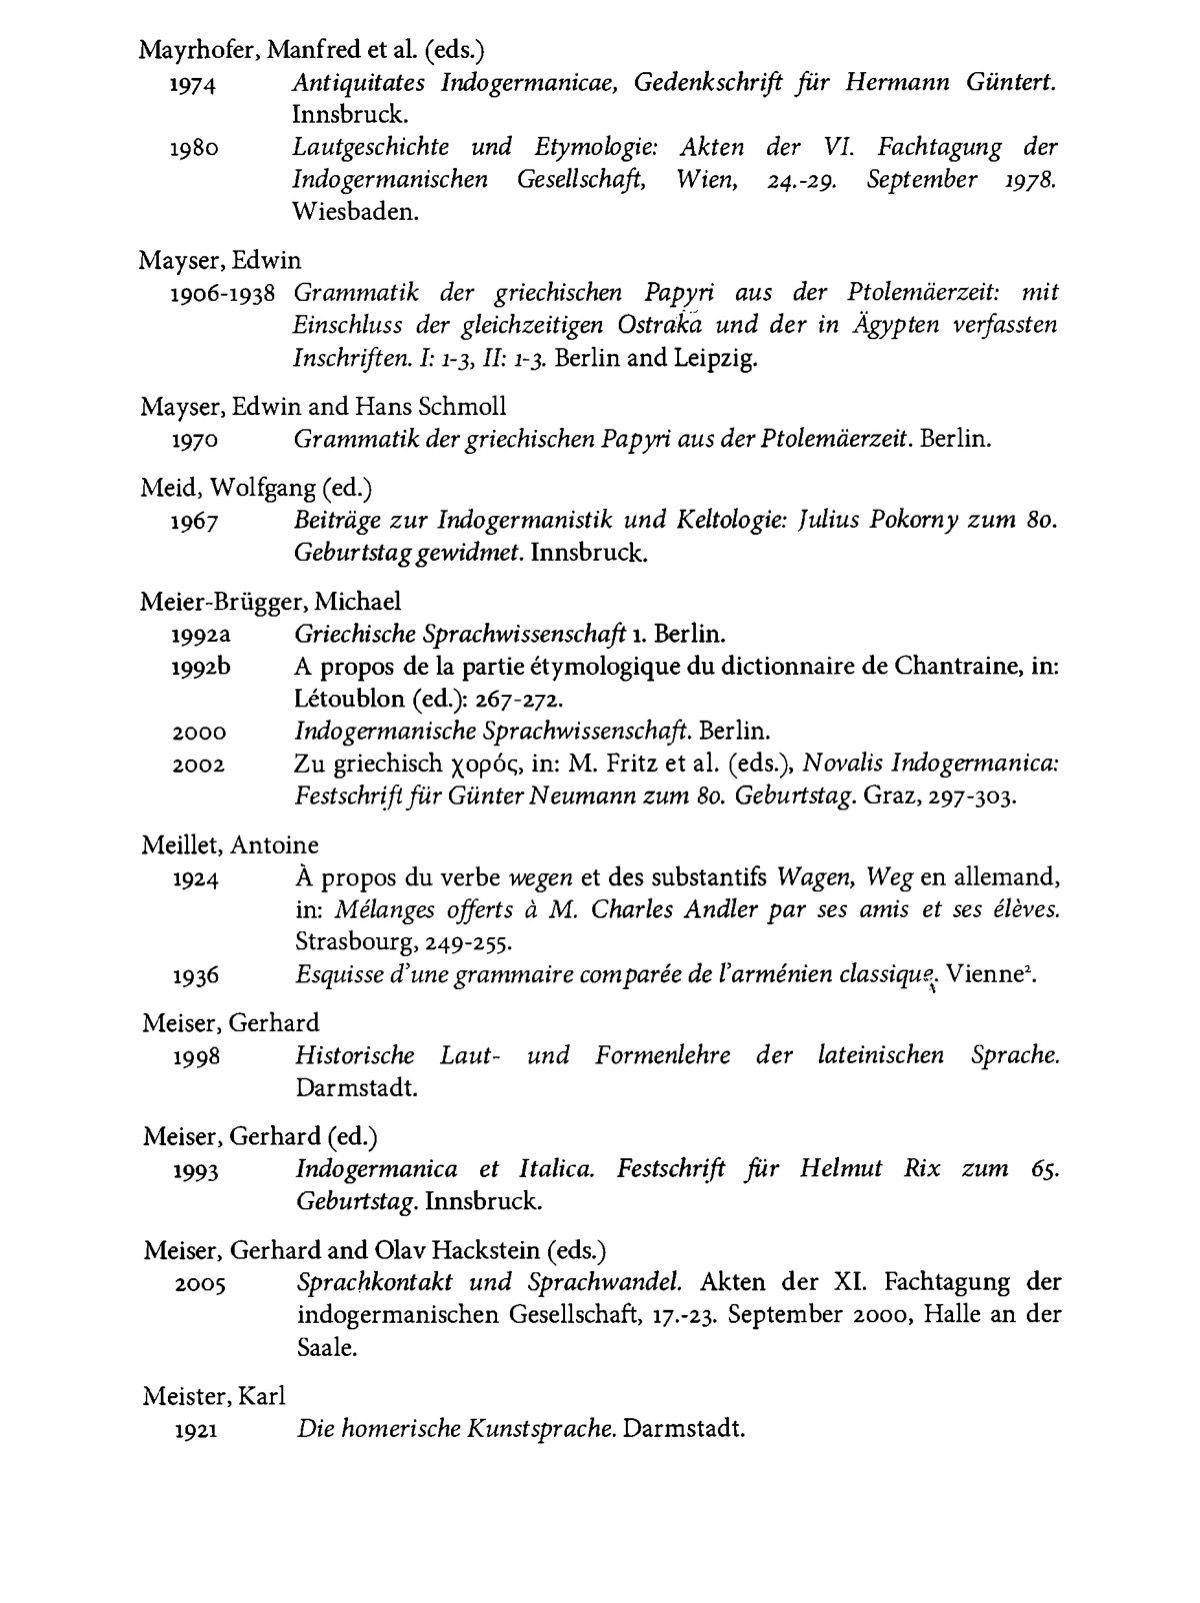 Mayrhofer, Manfred et al. (eds.)
1974 Antiquitates Indogermanicae, Gedenkschrift für Hermann Güntert.
Innsbruck.
1980 Lautgeschichte und Etymologie: Akten der VI. Fachtagung der
Indogermanischen Gesellschaft, Wien, 24.-29. September 1978.
Wiesbaden.
Mayser, Edwin
1906-1938 Grammatik der griechischen Papyri aus der Ptolemäerzeit: mit
Einschluss der gleichzeitigen Ostraka und der in Ägypten verfassten
Inschriften. I: 1-3, II: 1-3. Berlin and Leipzig.
Mayser, Edwin and Hans Schmoll
1970 Grammatik der griechischen Papyri aus der Ptolemäerzeit. Berlin.
Meid, Wolfgang (ed.)
1967 Beiträge zur Indogermanistik und Keltologie: Julius Pokorny zum 80.
Geburtstag gewidmet. Innsbruck.
Meier-Brügger, Michael
1992a Griechische Sprachwissenschaft 1. Berlin.
1992b A propos de la partie étymologique du dictionnaire de Chantraine, in:
Létoublon (ed.): 267-272.
2000 Indogermanische Sprachwissenschaft. Berlin.
2002 Zu griechisch χορός, in: M. Fritz et al. (eds.), Novalis Indogermanica:
Festschrift für Günter Neumann zum 80. Geburtstag. Graz, 297-303.
Meillet, Antoine
1924 À propos du verbe wegen et des substantifs Wagen, Weg en allemand,
in: Mélanges offerts à M. Charles Andler par ses amis et ses élèves.
Strasbourg, 249-255.
1936 Esquisse d'une grammaire comparée de l'arménien classique. Vienne².
Meiser, Gerhard
1998 Historische Laut- und Formenlehre der lateinischen Sprache.
Darmstadt.
Meiser, Gerhard (ed.)
1993 Indogermanica et Italica. Festschrift für Helmut Rix zum 65.
Geburtstag. Innsbruck.
Meiser, Gerhard and Olav Hackstein (eds.)
2005 Sprachkontakt und Sprachwandel. Akten der XI. Fachtagung der
indogermanischen Gesellschaft, 17.-23. September 2000, Halle an der
Saale.
Meister, Karl
1921 Die homerische Kunstsprache. Darmstadt.